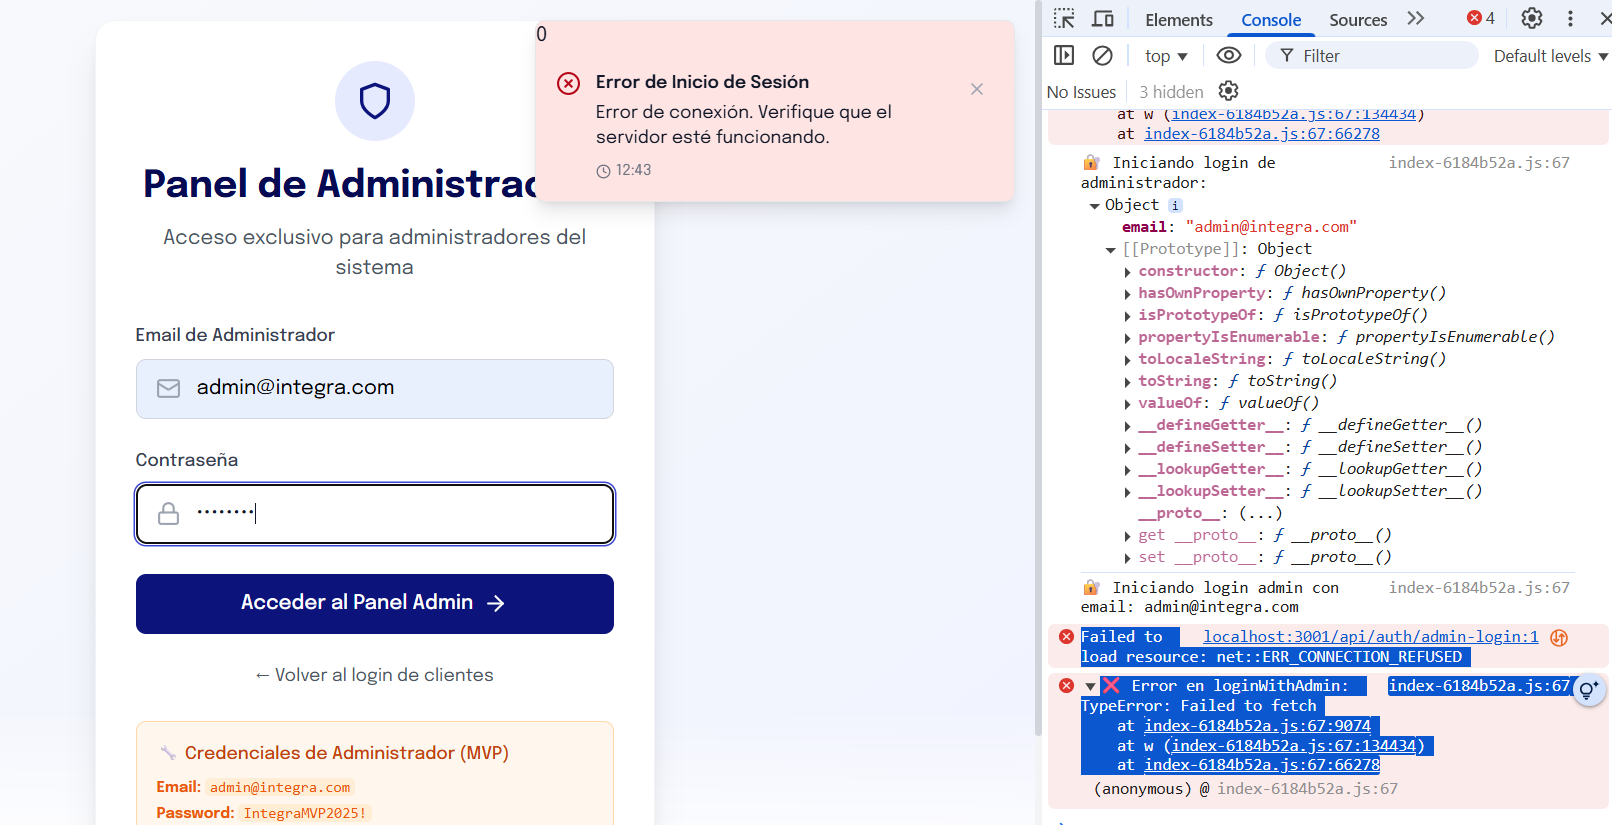 0
Error de Inicio de Sesión
Error de conexión. Verifique que el
servidor esté funcionando.
12:43
Panel de Administrad
Acceso exclusivo para administradores del
sistema
Email de Administrador
admin@integra.com
Contraseña
••••••••
Acceder al Panel Admin →
← Volver al login de clientes
Credenciales de Administrador (MVP)
Email: admin@integra.com
Password: IntegraMVP2025!
Elements Console Sources 4
top Filter Default levels
No Issues 3 hidden
at w (index-6184b52a.js:67:134434)
at index-6184b52a.js:67:66278
Iniciando login de index-6184b52a.js:67
administrador:
Object i
email: "admin@integra.com"
[[Prototype]]: Object
constructor: ƒ Object()
hasOwnProperty: ƒ hasOwnProperty()
isPrototypeOf: ƒ isPrototypeOf()
propertyIsEnumerable: ƒ propertyIsEnumerable()
toLocaleString: ƒ toLocaleString()
toString: ƒ toString()
valueOf: ƒ valueOf()
__defineGetter__: ƒ __defineGetter__()
__defineSetter__: ƒ __defineSetter__()
__lookupGetter__: ƒ __lookupGetter__()
__lookupSetter__: ƒ __lookupSetter__()
__proto__: (...)
get __proto__: ƒ __proto__()
set __proto__: ƒ __proto__()
Iniciando login admin con index-6184b52a.js:67
email: admin@integra.com
Failed to localhost:3001/api/auth/admin-login:1
load resource: net::ERR_CONNECTION_REFUSED
❌ Error en loginWithAdmin: index-6184b52a.js:67
TypeError: Failed to fetch
at index-6184b52a.js:67:9074
at w (index-6184b52a.js:67:134434)
at index-6184b52a.js:67:66278
(anonymous) @ index-6184b52a.js:67